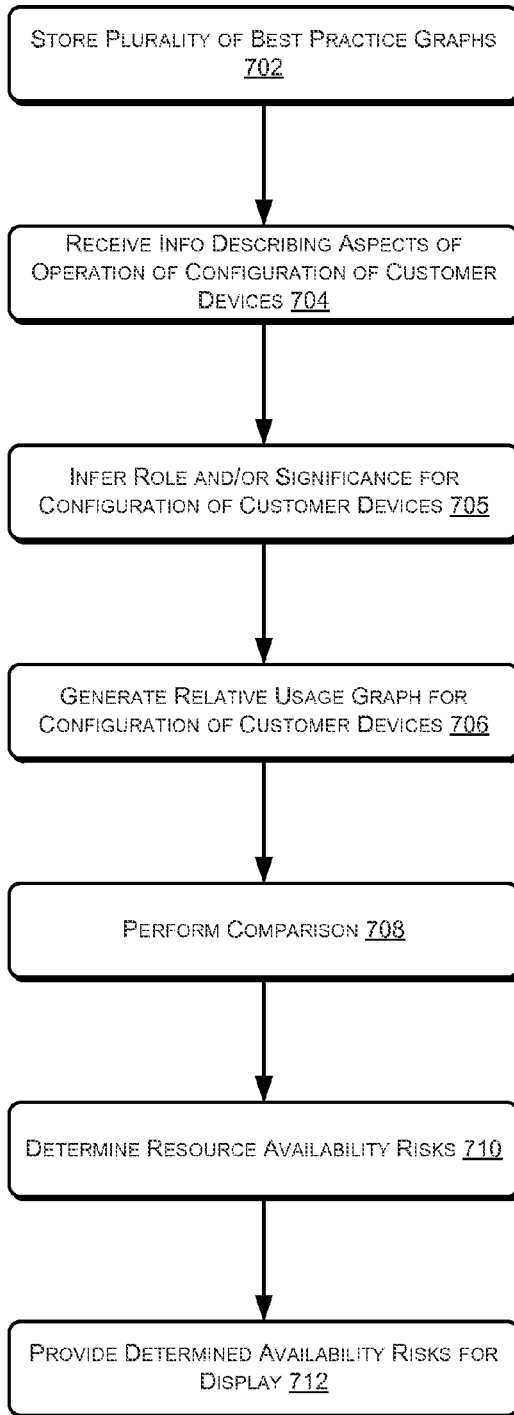 STORE PLURALITY OF BEST PRACTICE GRAPHS
702
RECEIVE INFO DESCRIBING ASPECTS OF
OPERATION OF CONFIGURATION OF CUSTOMER
DEVICES 704
INFER ROLE AND/OR SIGNIFICANCE FOR
CONFIGURATION OF CUSTOMER DEVICES 705
GENERATE RELATIVE USAGE GRAPH FOR
CONFIGURATION OF CUSTOMER DEVICES 706
PERFORM COMPARISON 708
DETERMINE RESOURCE AVAILABILITY RISKS 710
PROVIDE DETERMINED AVAILABILITY RISKS FOR
DISPLAY 712